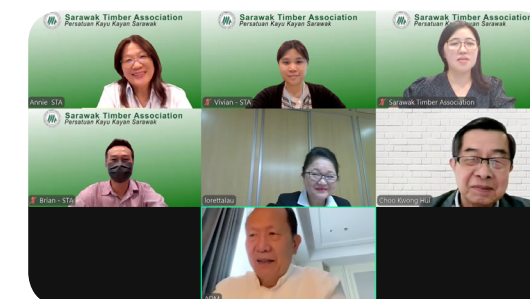 Sarawak Timber Association
Persatuan Kayu Kayan Sarawak
Sarawak Timber Association
Persatuan Kayu Kayan Sarawak
Sarawak Timber Association
Persatuan Kayu Kayan Sarawak
Annie STA
Vivian - STA
Sarawak Timber Association
Sarawak Timber Association
Persatuan Kayu Kayan Sarawak
Brian - STA
lorettalau
Choo Kwong Hui